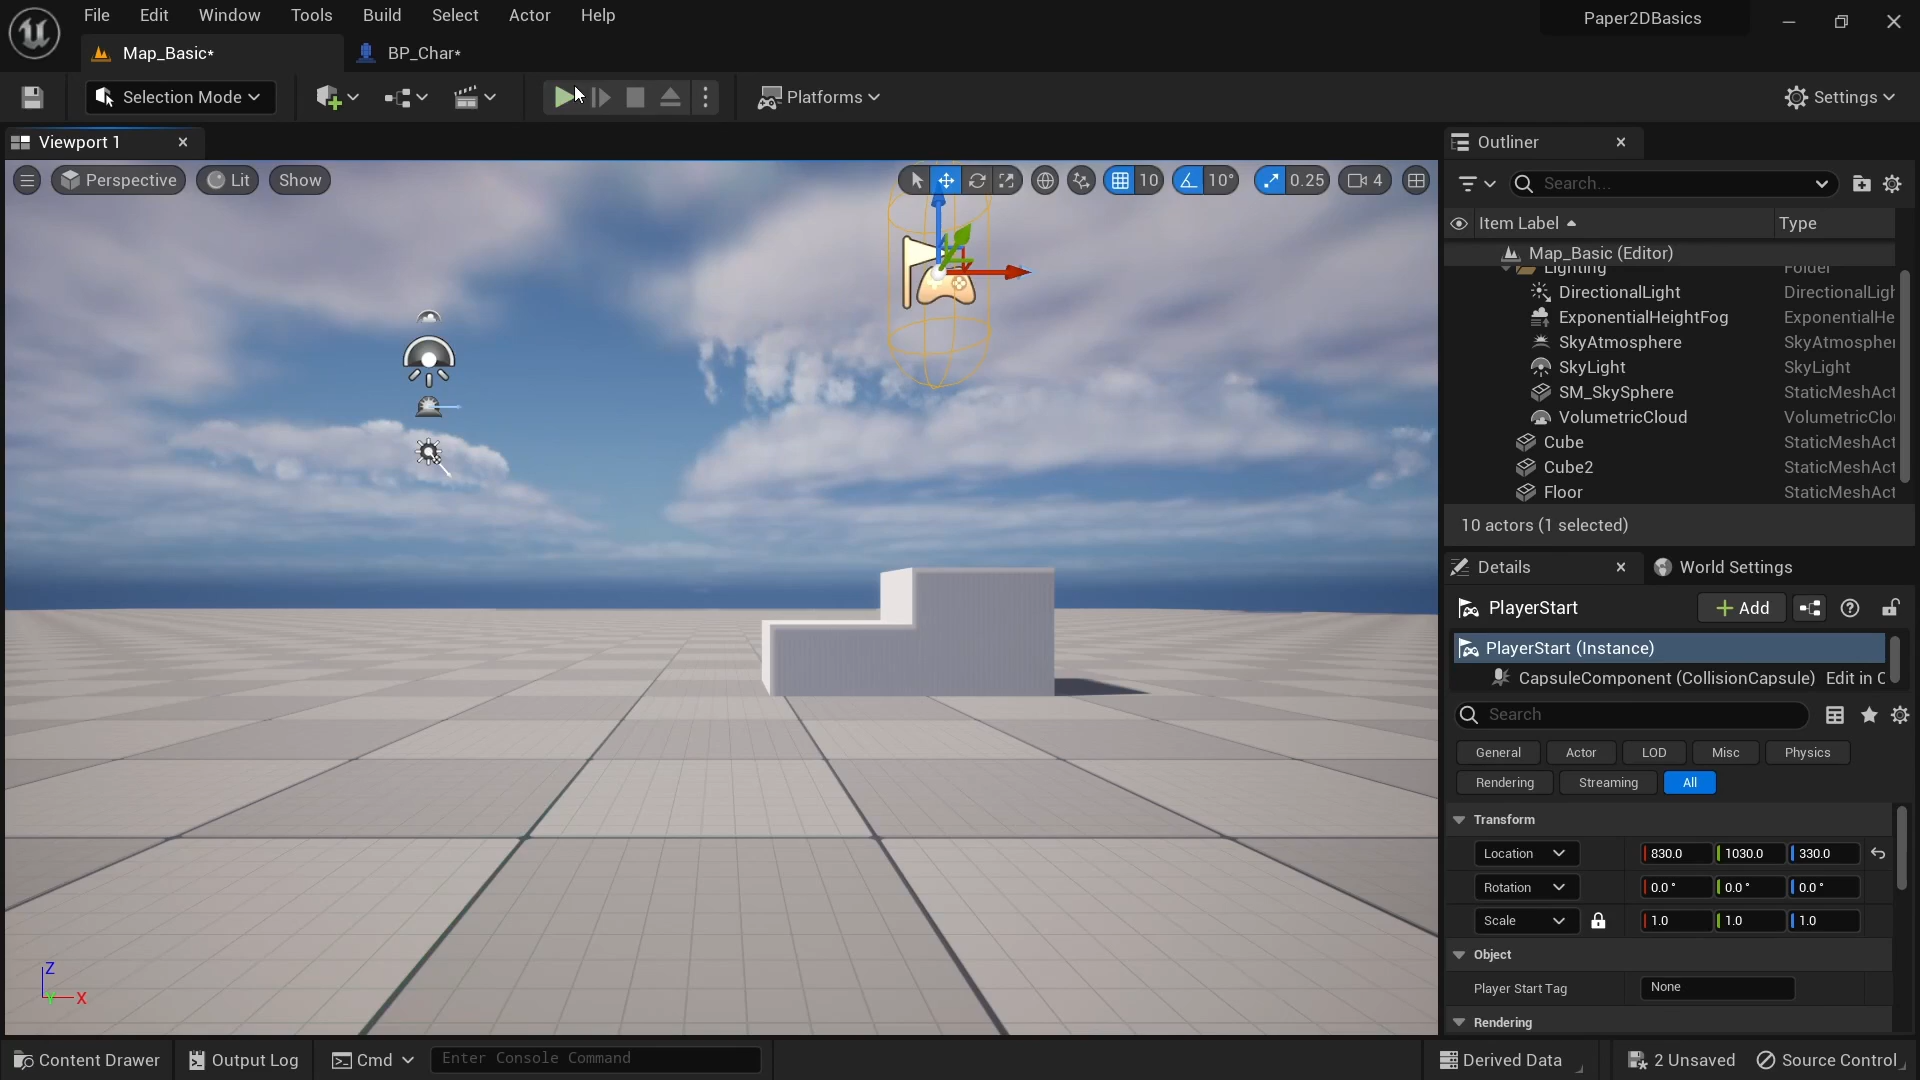 File Edit Window Tools Build Select Actor Help
Paper2DBasics
Map_Basic*
BP_Char*
Selection Mode
Platforms
Settings
Viewport 1
Perspective
Lit
Show
10
10°
0.25
4
Outliner
Search...
Item Label
Type
Map_Basic (Editor)
Lighting Folder
DirectionalLight DirectionalLigh
ExponentialHeightFog ExponentialHe
SkyAtmosphere SkyAtmospher
SkyLight SkyLight
SM_SkySphere StaticMeshAct
VolumetricCloud VolumetricClou
Cube StaticMeshAct
Cube2 StaticMeshAct
Floor StaticMeshAct
10 actors (1 selected)
Details
World Settings
PlayerStart
Add
PlayerStart (Instance)
CapsuleComponent (CollisionCapsule) Edit in C
Search
General Actor LOD Misc Physics
Rendering Streaming All
Transform
Location 830.0 1030.0 330.0
Rotation 0.0° 0.0° 0.0°
Scale 1.0 1.0 1.0
Object
Player Start Tag None
Rendering
Z
Y X
Content Drawer
Output Log
Cmd
Enter Console Command
Derived Data
2 Unsaved
Source Control